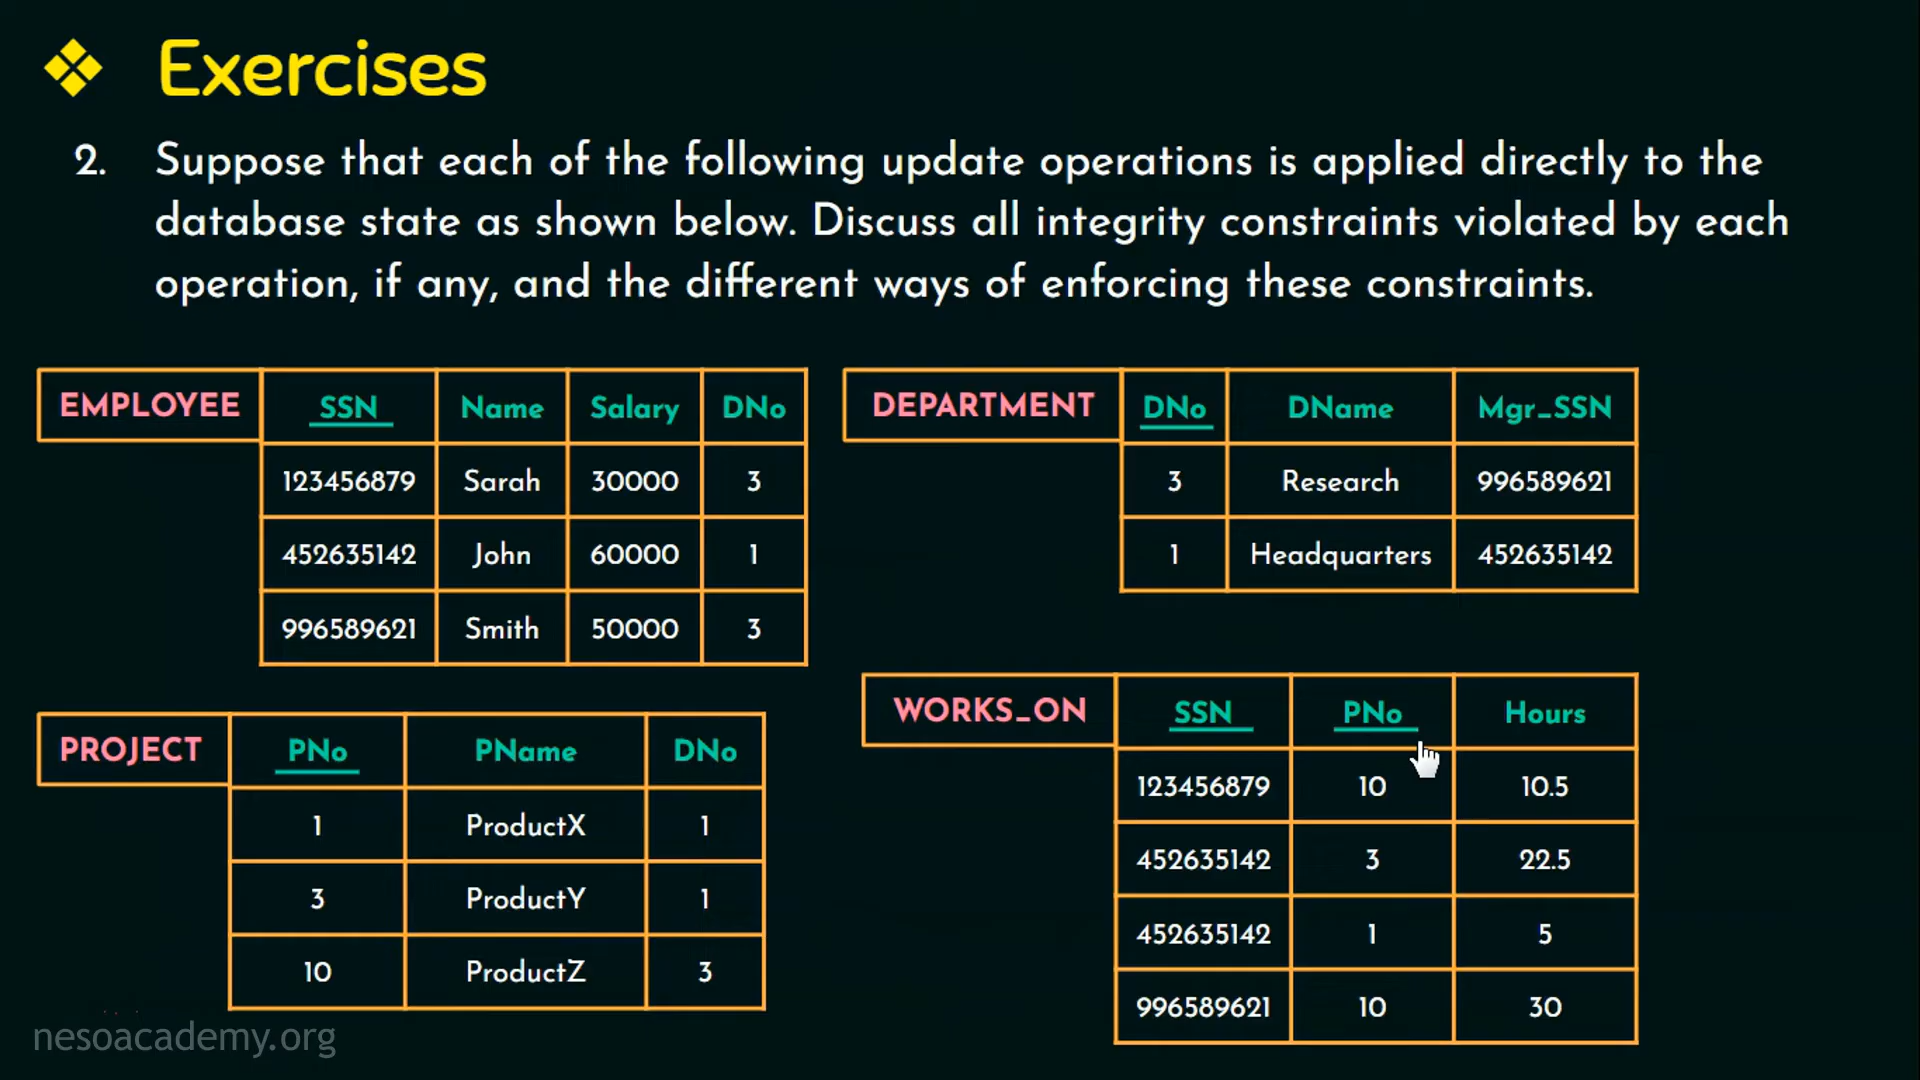 Exercises
2. Suppose that each of the following update operations is applied directly to the
database state as shown below. Discuss all integrity constraints violated by each
operation, if any, and the different ways of enforcing these constraints.
EMPLOYEE SSN Name Salary DNo
123456879 Sarah 30000 3
452635142 John 60000 1
996589621 Smith 50000 3
DEPARTMENT DNo DName Mgr_SSN
3 Research 996589621
1 Headquarters 452635142
PROJECT PNo PName DNo
1 ProductX 1
3 ProductY 1
10 ProductZ 3
WORKS_ON SSN PNo Hours
123456879 10 10.5
452635142 3 22.5
452635142 1 5
996589621 10 30
nesoacademy.org